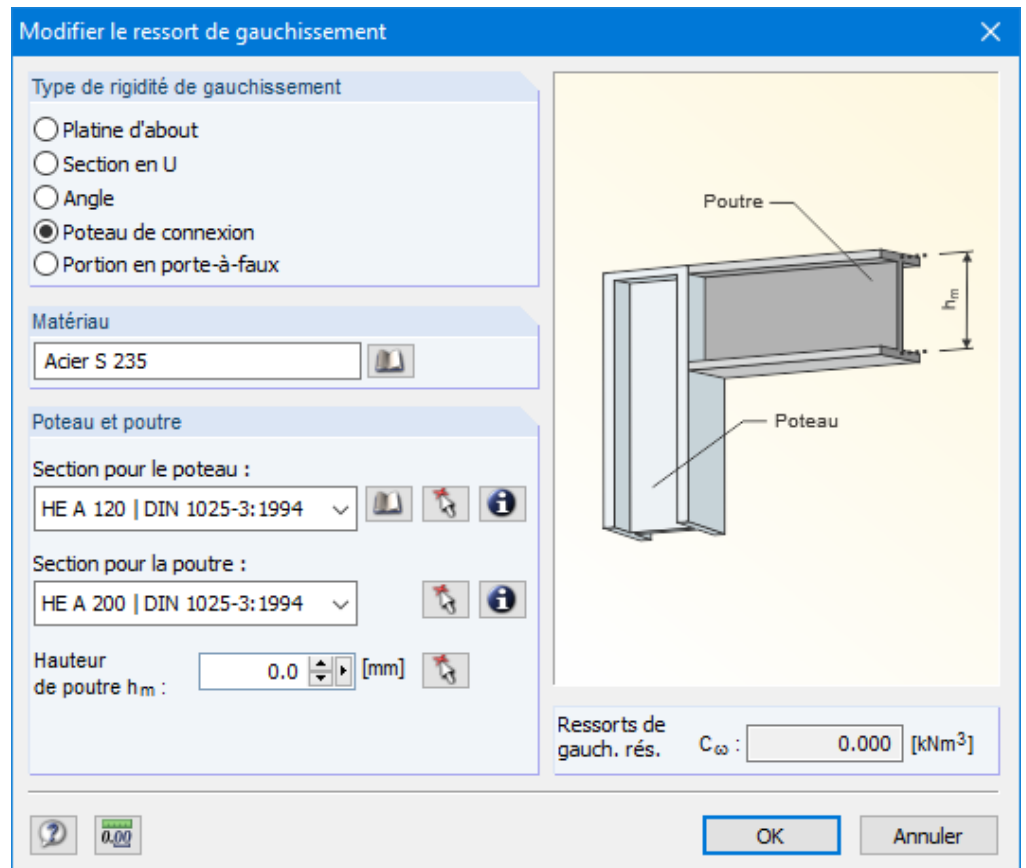 Modifier le ressort de gauchissement
Type de rigidité de gauchissement
Platine d'about
Section en U
Angle
Poteau de connexion
Portion en porte-à-faux
Matériau
Acier S 235
Poteau et poutre
Section pour le poteau :
HE A 120 | DIN 1025-3:1994
Section pour la poutre :
HE A 200 | DIN 1025-3:1994
Hauteur
de poutre hm :
0.0 [mm]
Poutre
hm
Poteau
Ressorts de
gauch. rés.
Cω : 0.000 [kNm³]
0.00
OK
Annuler